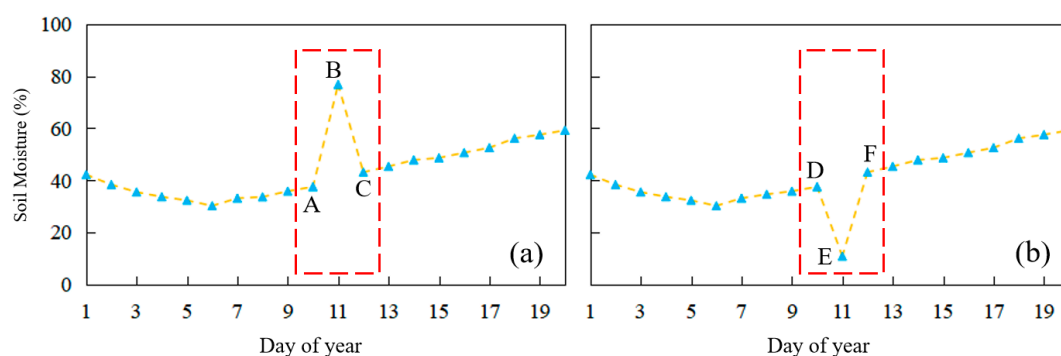 100
80
60
40
20
0
Soil Moisture (%)
B
A
C
(a)
1 3 5 7 9 11 13 15 17 19
Day of year
D
F
E
(b)
1 3 5 7 9 11 13 15 17 19
Day of year